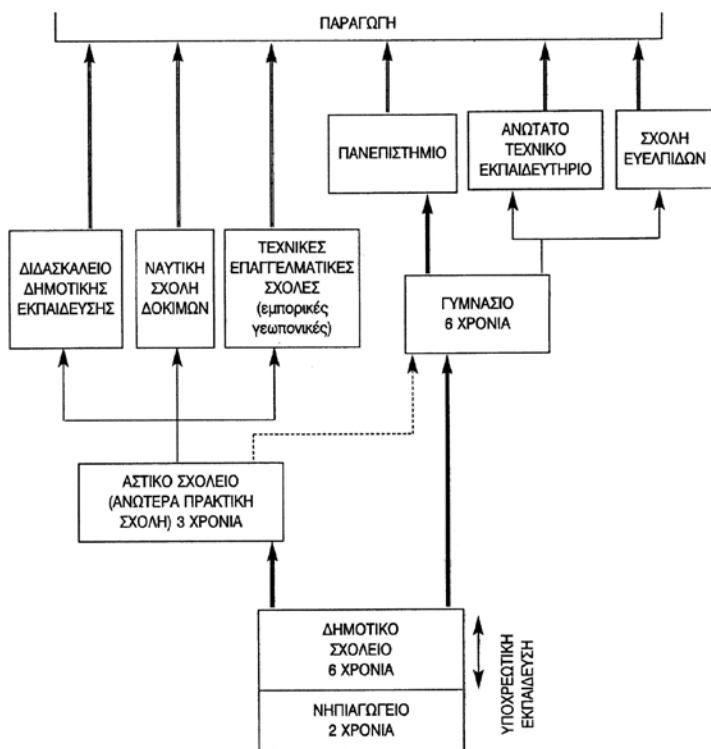 ΠΑΡΑΓΩΓΗ
ΠΑΝΕΠΙΣΤΗΜΙΟ
ΑΝΩΤΑΤΟ
ΤΕΧΝΙΚΟ
ΕΚΠΑΙΔΕΥΤΗΡΙΟ
ΣΧΟΛΗ
ΕΥΕΛΠΙΔΩΝ
ΔΙΔΑΣΚΑΛΕΙΟ
ΔΗΜΟΤΙΚΗΣ
ΕΚΠΑΙΔΕΥΣΗΣ
ΝΑΥΤΙΚΗ
ΣΧΟΛΗ
ΔΟΚΙΜΩΝ
ΤΕΧΝΙΚΕΣ
ΕΠΑΓΓΕΛΜΑΤΙΚΕΣ
ΣΧΟΛΕΣ
(εμπορικές
γεωπονικές)
ΓΥΜΝΑΣΙΟ
6 ΧΡΟΝΙΑ
ΑΣΤΙΚΟ ΣΧΟΛΕΙΟ
(ΑΝΩΤΕΡΑ ΠΡΑΚΤΙΚΗ
ΣΧΟΛΗ) 3 ΧΡΟΝΙΑ
ΔΗΜΟΤΙΚΟ
ΣΧΟΛΕΙΟ
6 ΧΡΟΝΙΑ
ΝΗΠΙΑΓΩΓΕΙΟ
2 ΧΡΟΝΙΑ
ΥΠΟΧΡΕΩΤΙΚΗ
ΕΚΠΑΙΔΕΥΣΗ